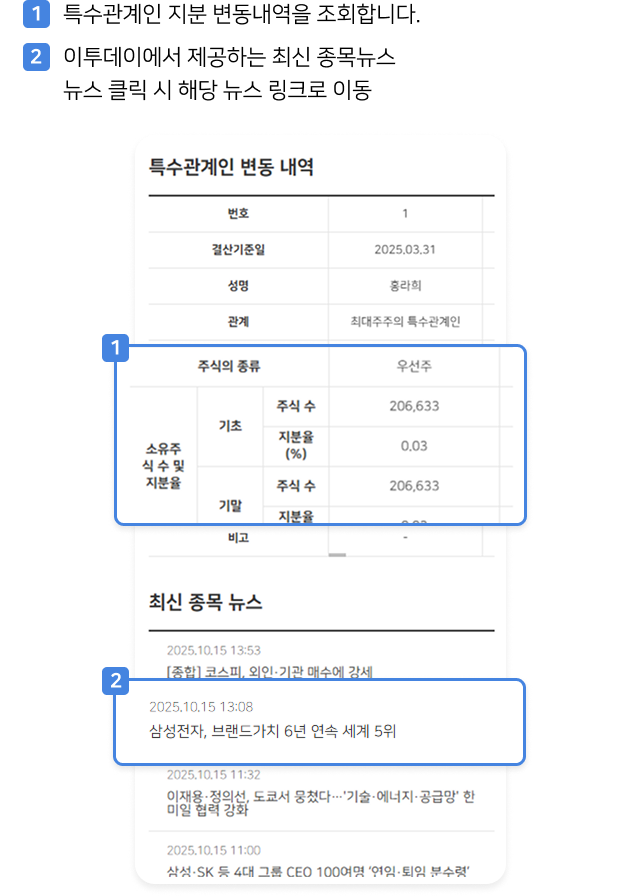 1 특수관계인 지분 변동내역을 조회합니다.
2 이투데이에서 제공하는 최신 종목뉴스
뉴스 클릭 시 해당 뉴스 링크로 이동
특수관계인 변동 내역
번호 1
결산기준일 2025.03.31
성명 홍라희
관계 최대주주의 특수관계인
1
주식의 종류 우선주
소유주
식 수 및
지분율
기초
주식 수 206,633
지분율
(%)
0.03
기말
주식 수 206,633
지분율
비고 -
최신 종목 뉴스
2025.10.15 13:53
[종합] 코스피, 외인·기관 매수에 강세
2
2025.10.15 13:08
삼성전자, 브랜드가치 6년 연속 세계 5위
2025.10.15 11:32
이재용·정의선, 도쿄서 뭉쳤다…'기술·에너지·공급망' 한
미일 협력 강화
2025.10.15 11:00
삼성·SK 등 4대 그룹 CEO 100여명 '연임·퇴임 분수령'